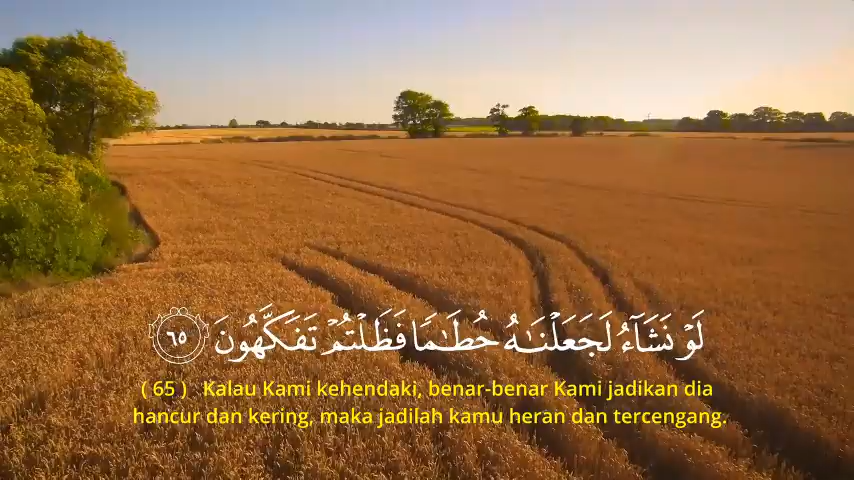 لَوْ نَشَآءُ لَجَعَلْنَـٰهُ حُطَـٰمًا فَظَلْتُمْ تَفَكَّهُونَ ٦٥
( 65 ) Kalau Kami kehendaki, benar-benar Kami jadikan dia
hancur dan kering, maka jadilah kamu heran dan tercengang.